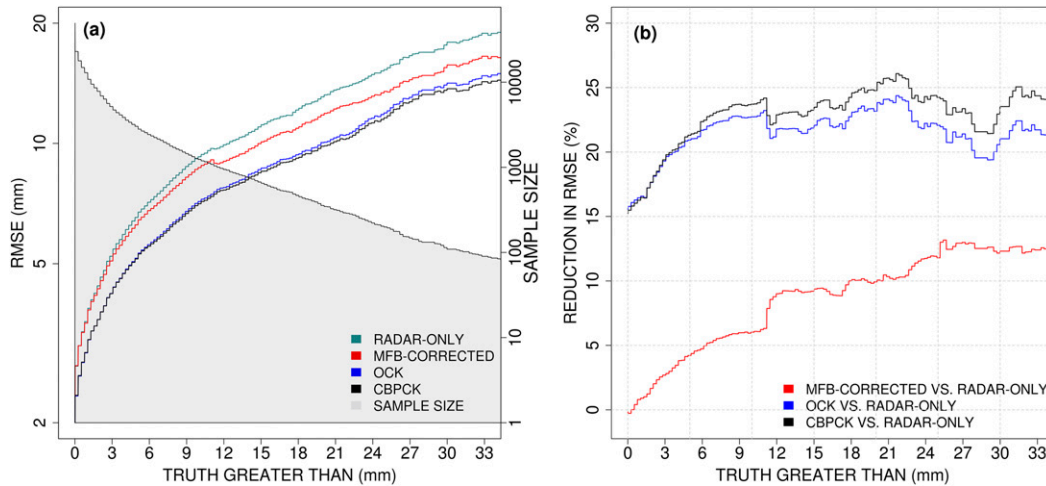 (a)
20
10
5
2
RMSE (mm)
10000
1000
100
10
1
SAMPLE SIZE
RADAR-ONLY
MFB-CORRECTED
OCK
CBPCK
SAMPLE SIZE
0 3 6 9 12 15 18 21 24 27 30 33
TRUTH GREATER THAN (mm)
(b)
30
25
20
15
10
5
0
REDUCTION IN RMSE (%)
MFB-CORRECTED VS. RADAR-ONLY
OCK VS. RADAR-ONLY
CBPCK VS. RADAR-ONLY
0 3 6 9 12 15 18 21 24 27 30 33
TRUTH GREATER THAN (mm)